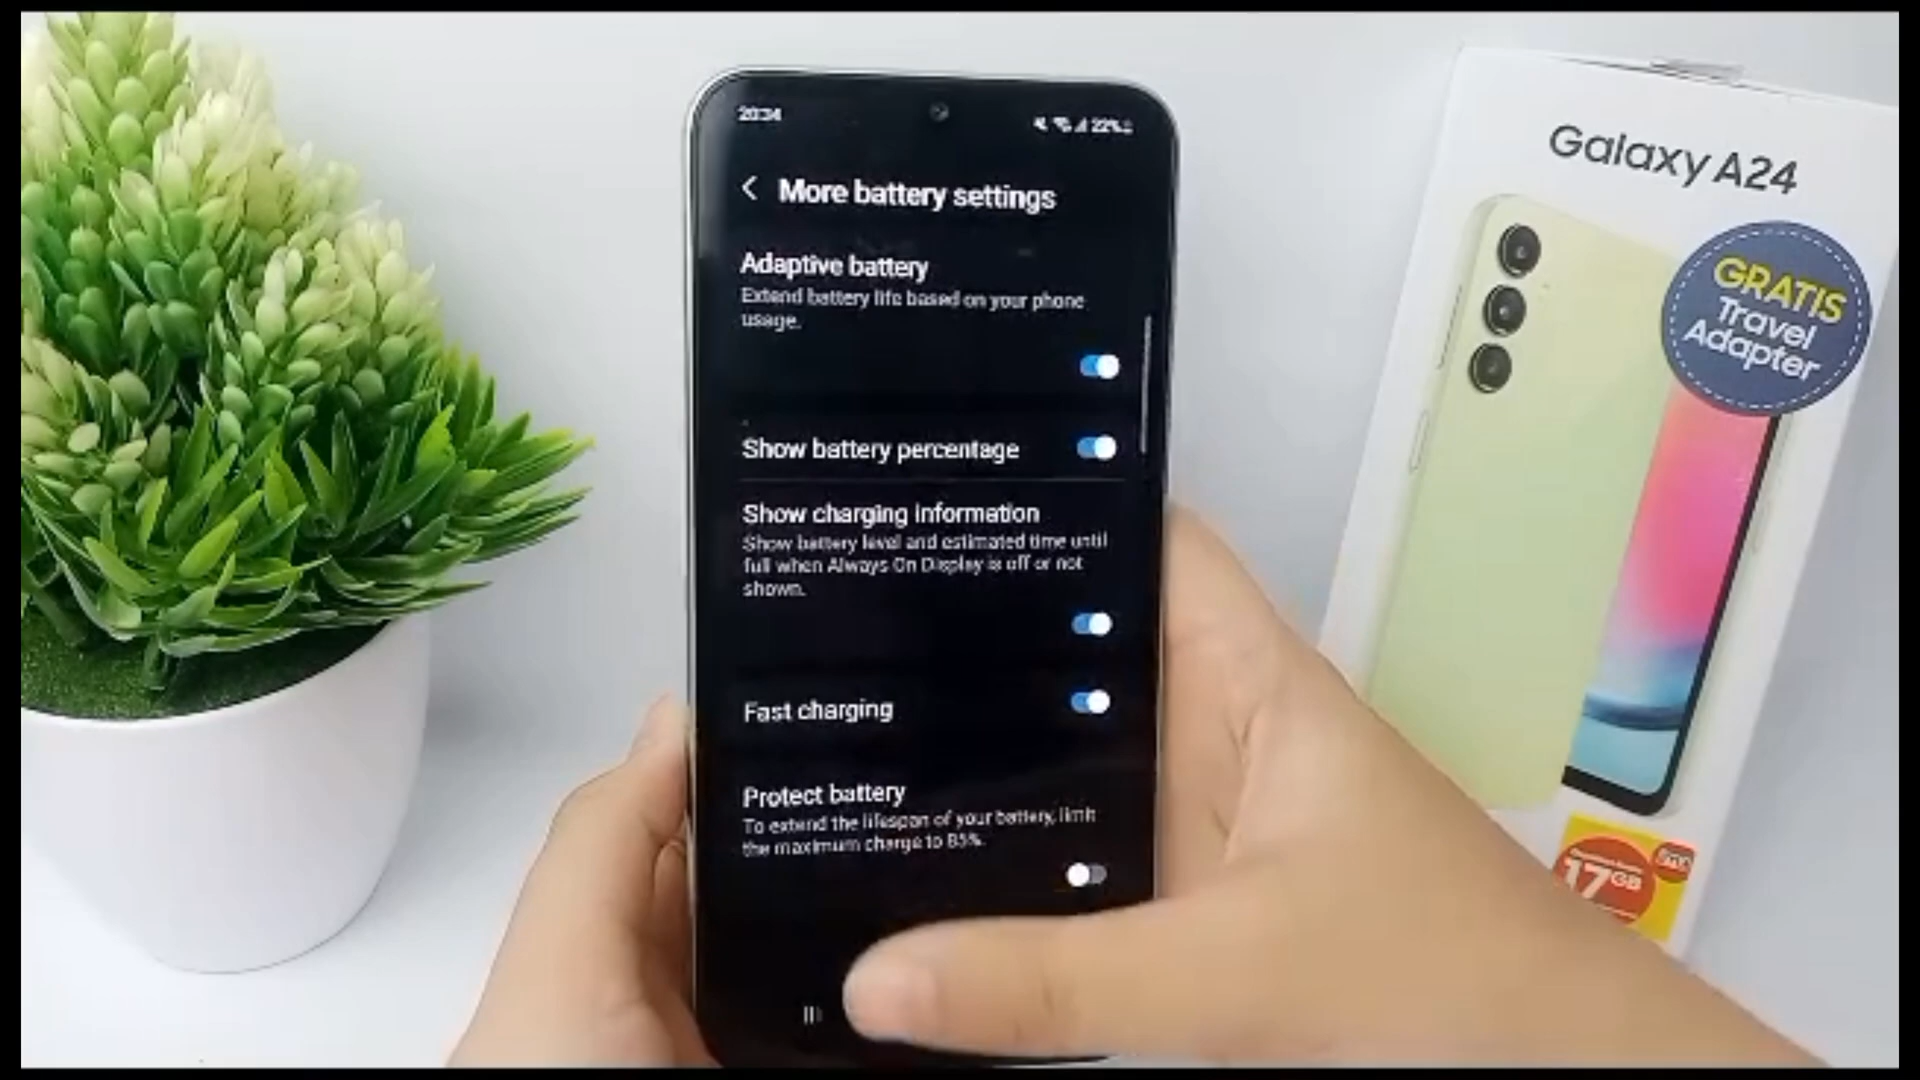 20:34
22%
More battery settings
Adaptive battery
Extend battery life based on your phone
usage.
Show battery percentage
Show charging information
Show battery level and estimated time until
full when Always On Display is off or not
shown.
Fast charging
Protect battery
To extend the lifespan of your battery, limit
the maximum charge to 85%.
Galaxy A24
GRATIS
Travel
Adapter
17GB